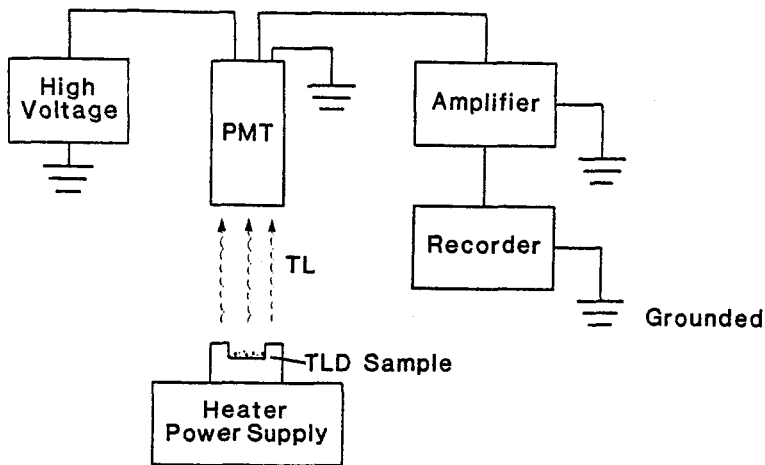 High
Voltage
PMT
Amplifier
Recorder
TL
Grounded
TLD Sample
Heater
Power Supply